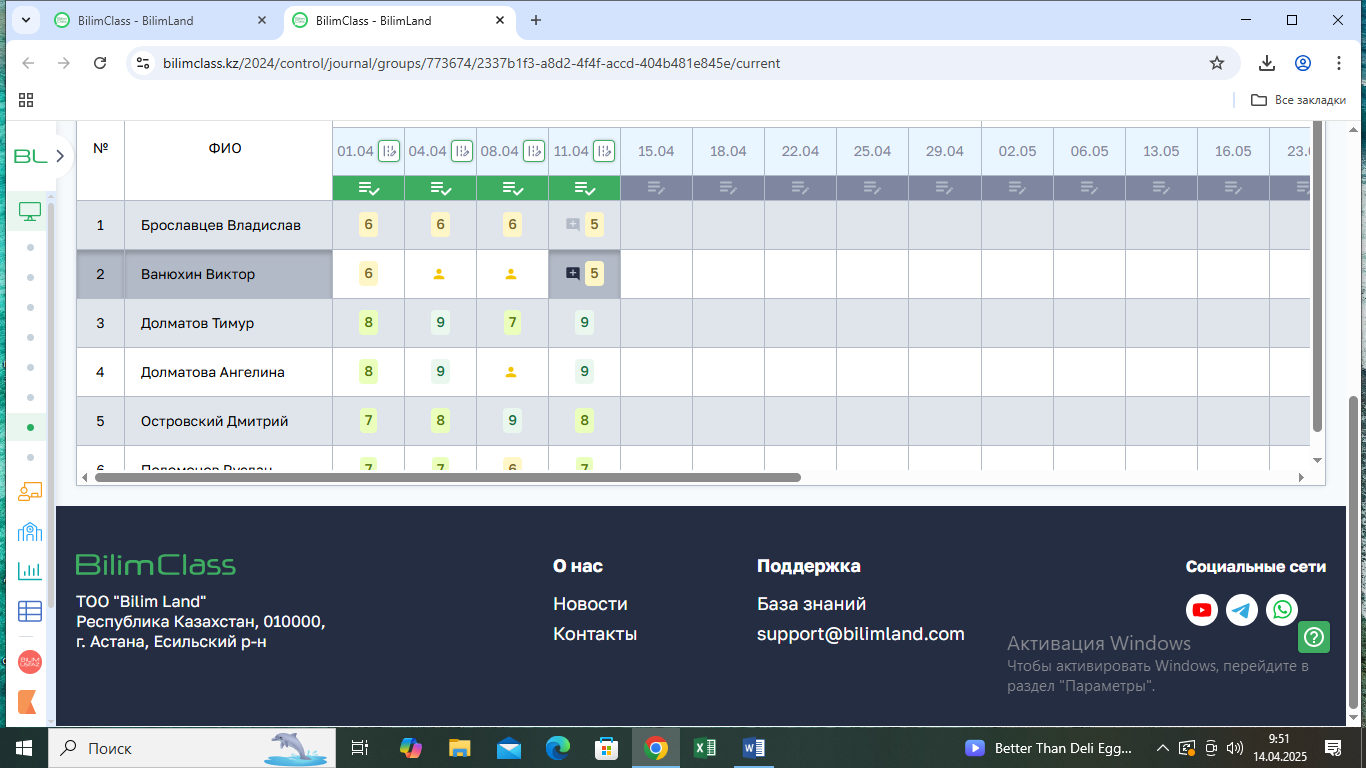 BilimClass - BilimLand
BilimClass - BilimLand
bilimclass.kz/2024/control/journal/groups/773674/2337b1f3-a8d2-4f4f-accd-404b481e845e/current
Все закладки
BL
№ ФИО 01.04 04.04 08.04 11.04 15.04 18.04 22.04 25.04 29.04 02.05 06.05 13.05 16.05 23.0
1 Брославцев Владислав 6 6 6 5
2 Ванюхин Виктор 6 5
3 Долматов Тимур 8 9 7 9
4 Долматова Ангелина 8 9 9
5 Островский Дмитрий 7 8 9 8
6 7 7 6 7
BilimClass
ТОО "Bilim Land"
Республика Казахстан, 010000,
г. Астана, Есильский р-н
О нас
Новости
Контакты
Поддержка
База знаний
support@bilimland.com
Социальные сети
Активация Windows
Чтобы активировать Windows, перейдите в
раздел "Параметры".
Поиск
Better Than Deli Egg...
9:51
14.04.2025